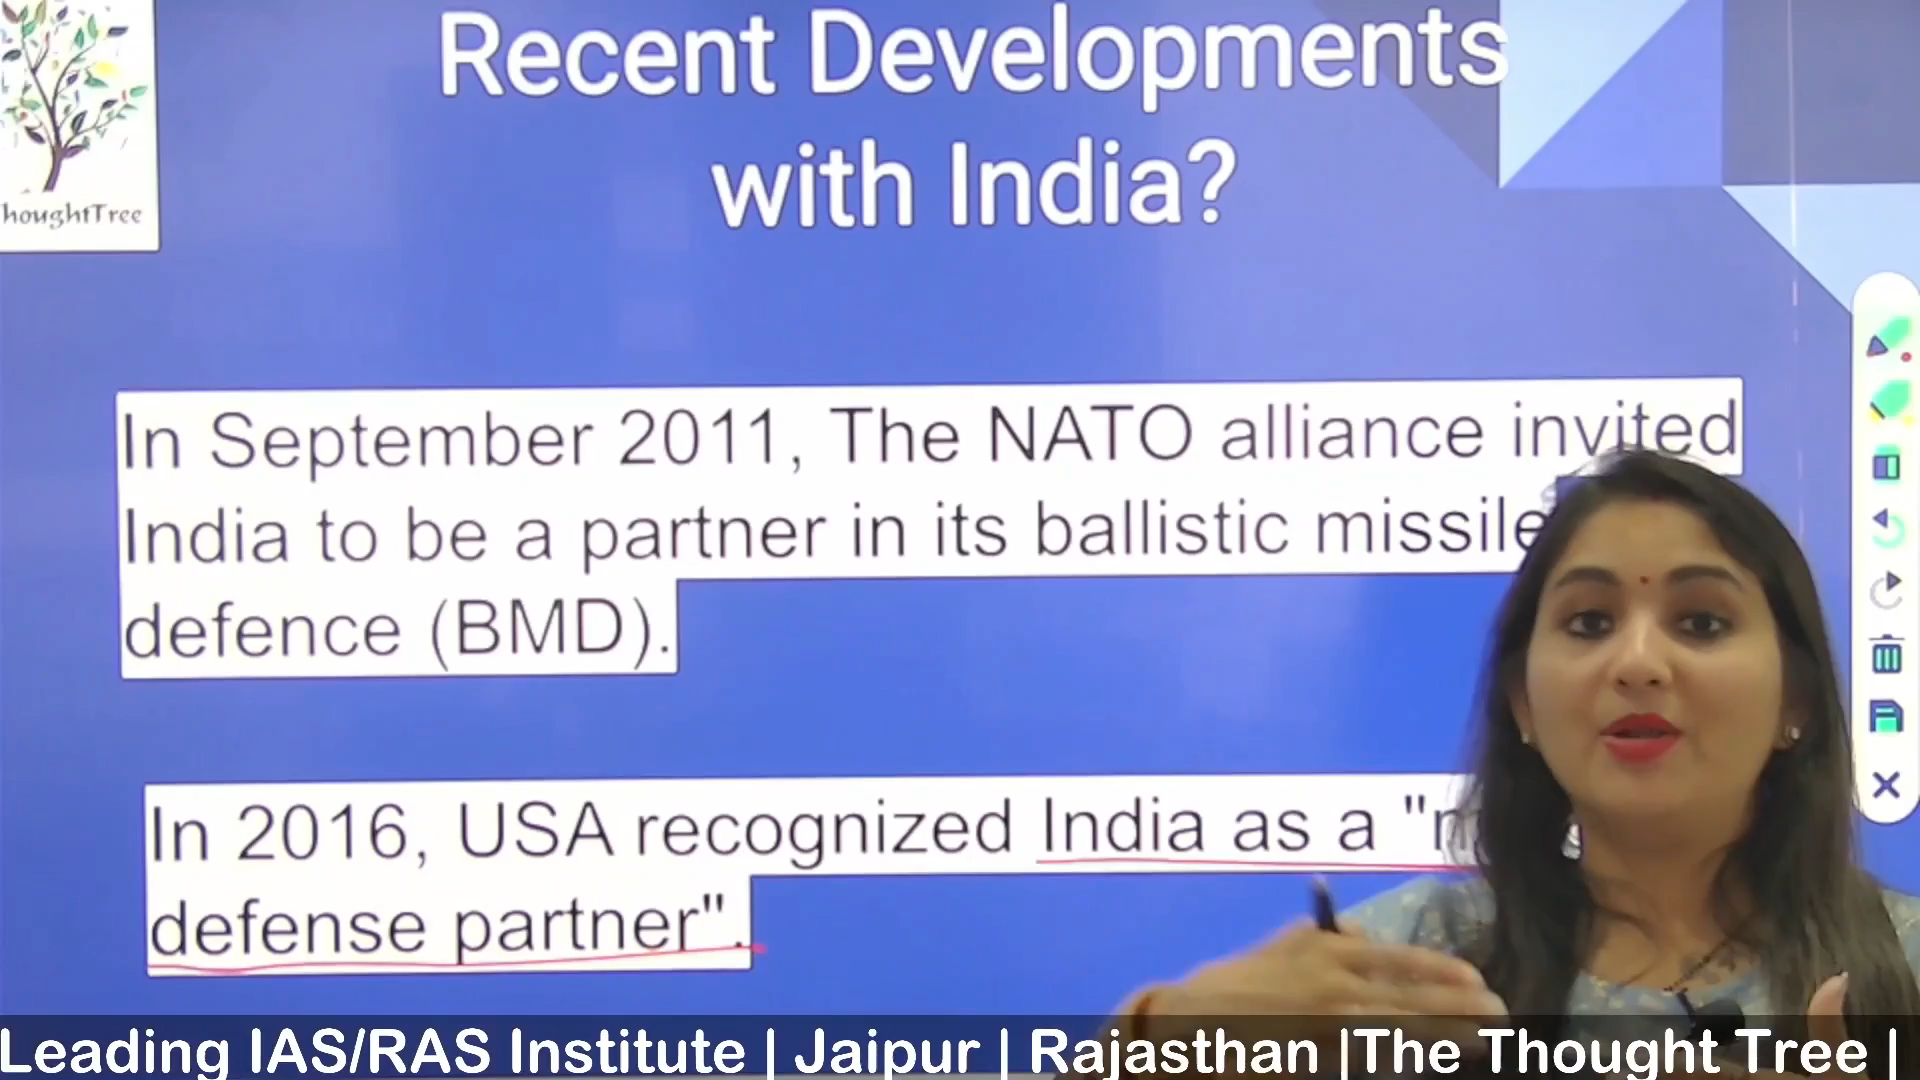 Recent Developments
with India?
houghtTree
In September 2011, The NATO alliance invited
India to be a partner in its ballistic missile
defence (BMD).
In 2016, USA recognized India as a "
defense partner".
Leading IAS/RAS Institute | Jaipur | Rajasthan |The Thought Tree |